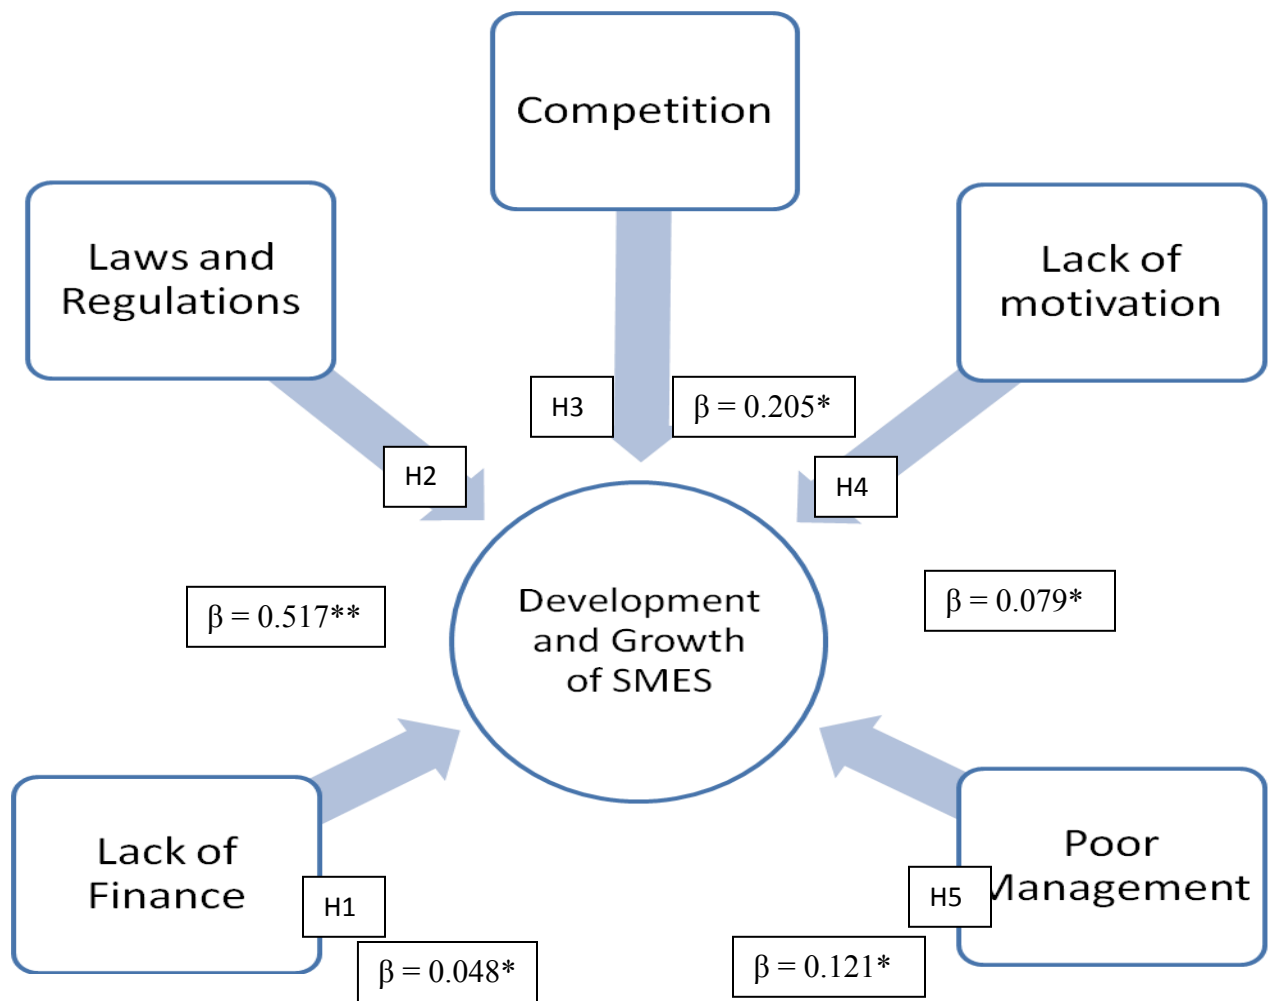 Competition
Laws and
Regulations
Lack of
motivation
H3
β = 0.205*
H2
H4
β = 0.517**
Development
and Growth
of SMES
β = 0.079*
Lack of
Finance
H1
β = 0.048*
Poor
Management
H5
β = 0.121*